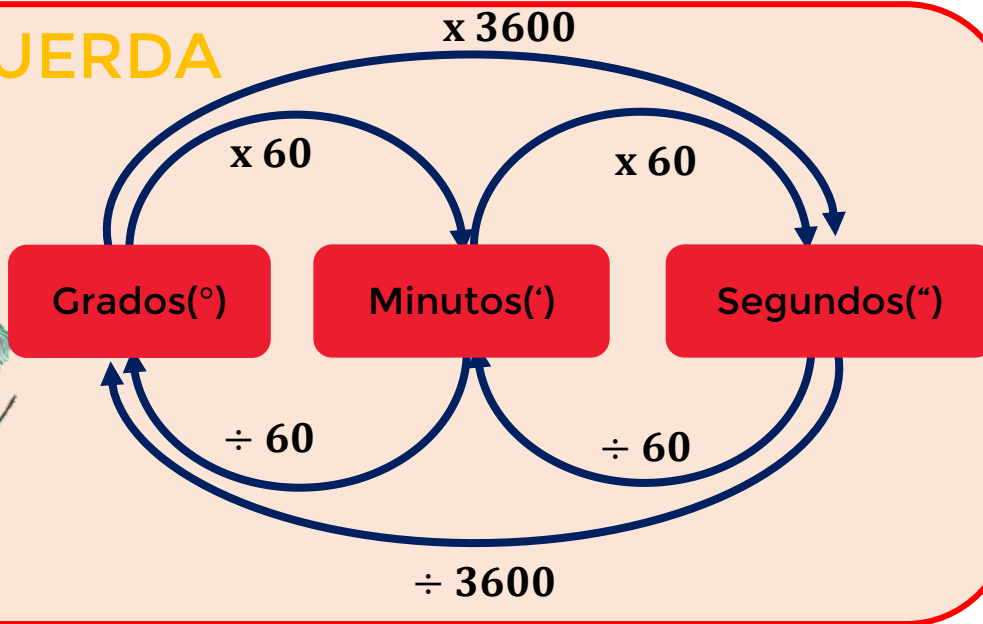 x 3600
UERDA
x 60
x 60
Grados(°)
Minutos(‘)
Segundos(“)
÷ 60
÷ 60
÷ 3600